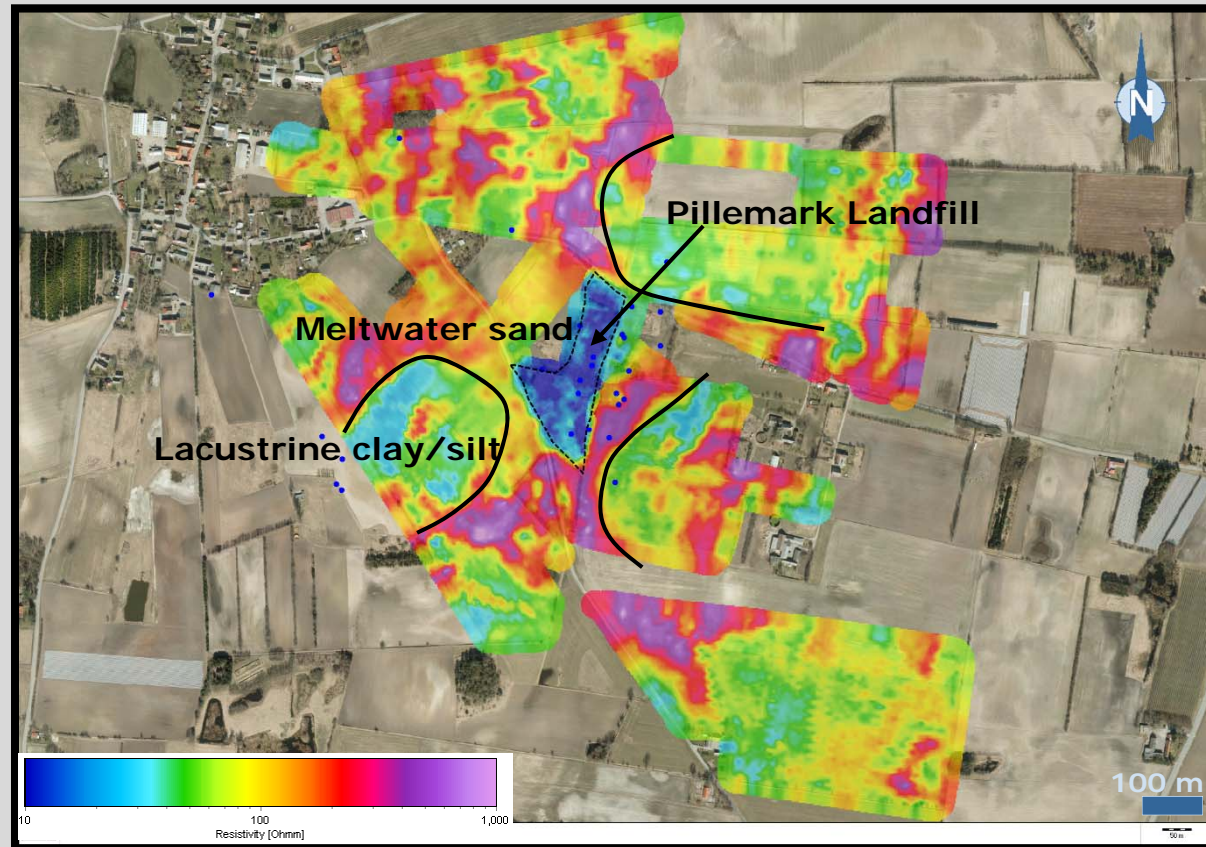 N
Pillemark Landfill
Meltwater sand
Lacustrine clay/silt
100 m
10 100 1,000
Resistivity [Ohmm]
50 m